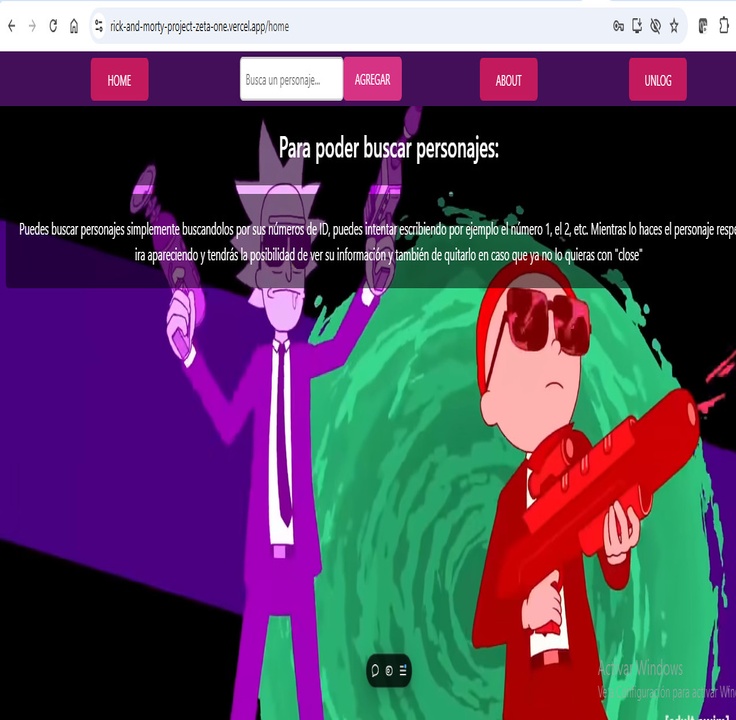 rick-and-morty-project-zeta-one.vercel.app/home
HOME
Busca un personaje...
AGREGAR
ABOUT
UNLOG
Para poder buscar personajes:
Puedes buscar personajes simplemente buscandolos por sus números de ID, puedes intentar escribiendo por ejemplo el número 1, el 2, etc. Mientras lo haces el personaje respe
ira apareciendo y tendrás la posibilidad de ver su información y también de quitarlo en caso que ya no lo quieras con "close"
Activar Windows
Ve a Configuración para activar Win
[adult swim]